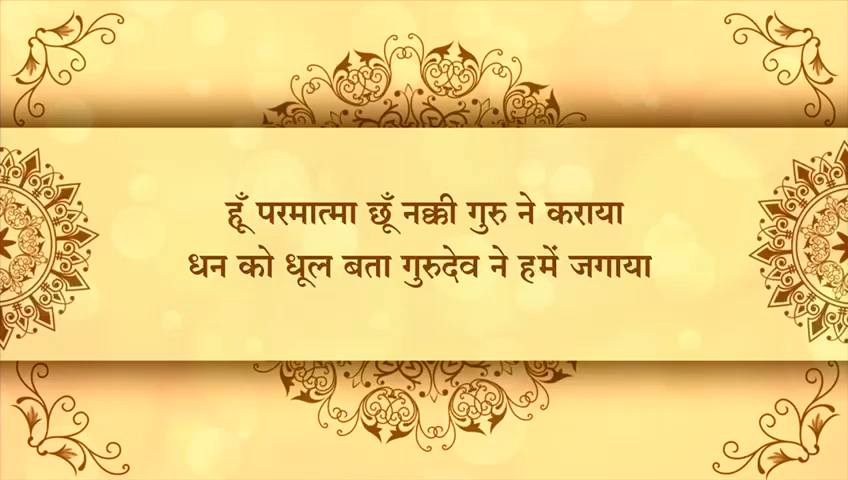 हूँ परमात्मा छूँ नक्की गुरु ने कराया
धन को धूल बता गुरुदेव ने हमें जगाया